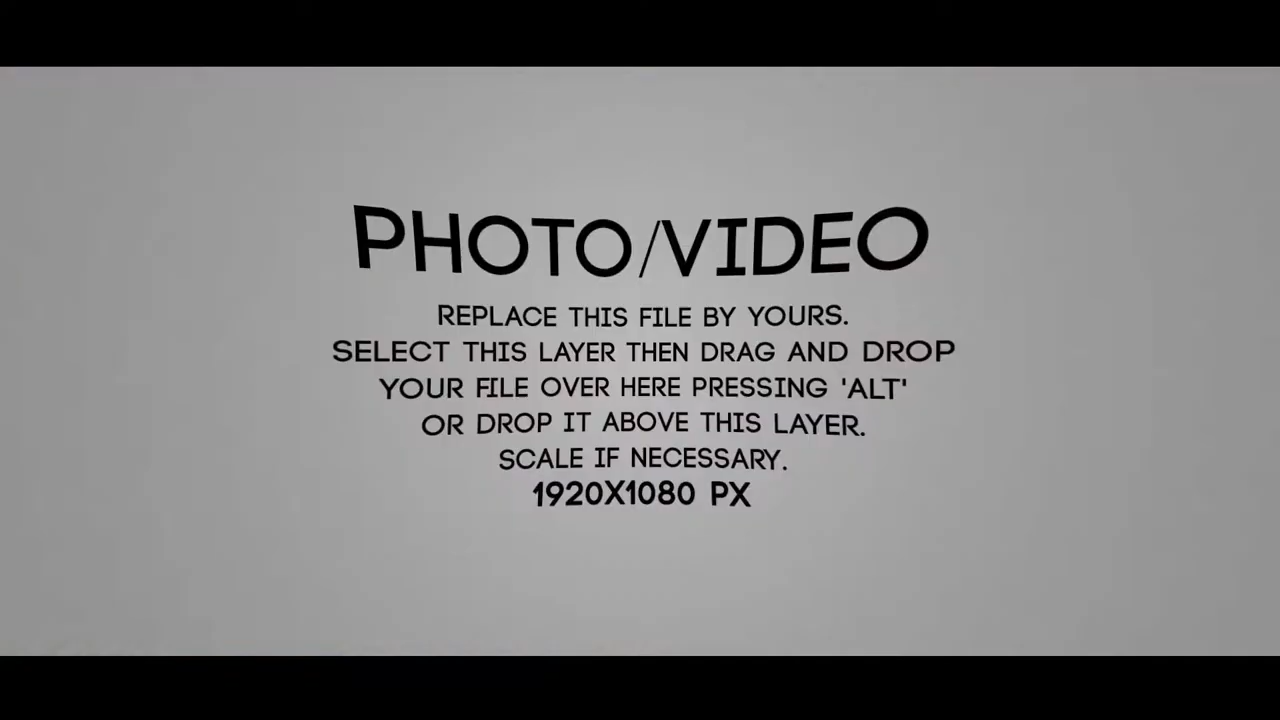 PHOTO/VIDEO
REPLACE THIS FILE BY YOURS.
SELECT THIS LAYER THEN DRAG AND DROP
YOUR FILE OVER HERE PRESSING 'ALT'
OR DROP IT ABOVE THIS LAYER.
SCALE IF NECESSARY.
1920X1080 PX